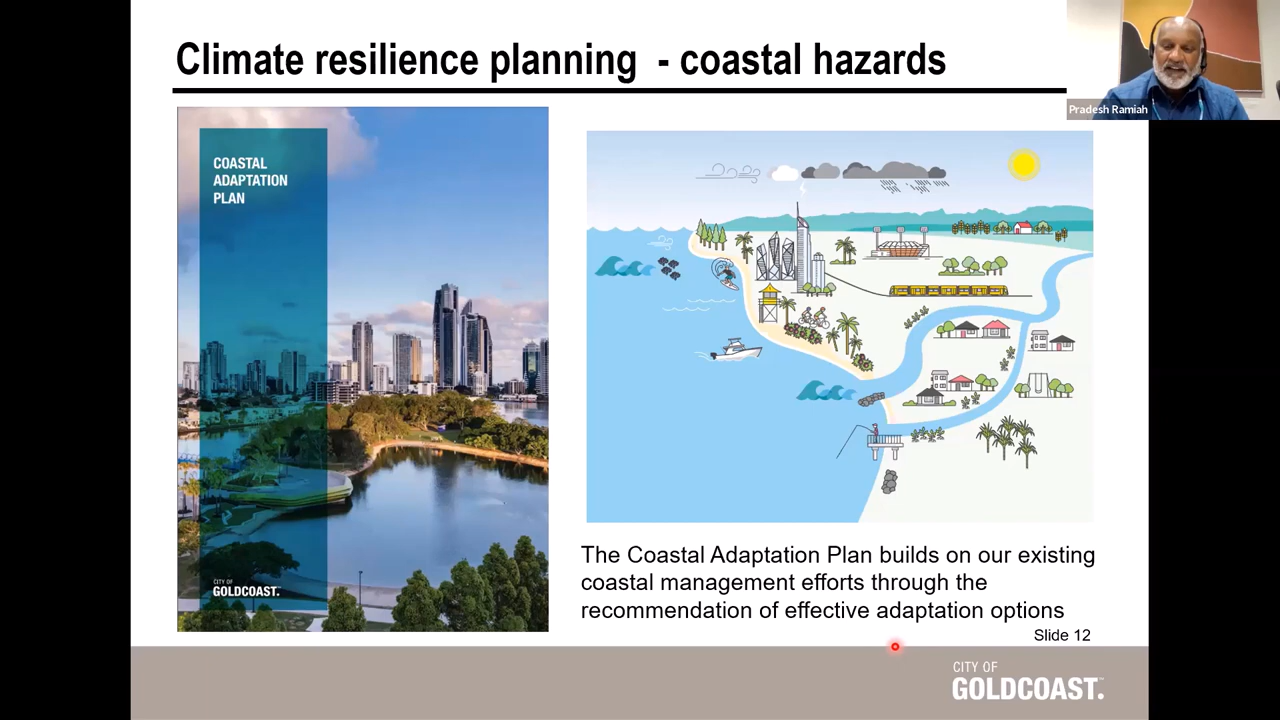 Climate resilience planning - coastal hazards
Pradesh Ramiah
COASTAL
ADAPTATION
PLAN
CITY OF
GOLDCOAST.
The Coastal Adaptation Plan builds on our existing
coastal management efforts through the
recommendation of effective adaptation options
Slide 12
CITY OF
GOLDCOAST.